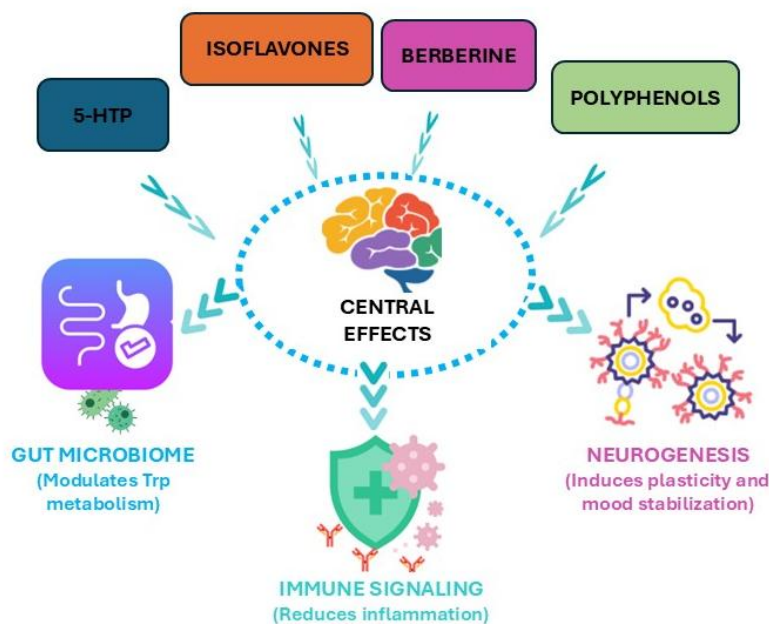 ISOFLAVONES
BERBERINE
5-HTP
POLYPHENOLS
CENTRAL
EFFECTS
GUT MICROBIOME
(Modulates Trp
metabolism)
NEUROGENESIS
(Induces plasticity and
mood stabilization)
IMMUNE SIGNALING
(Reduces inflammation)